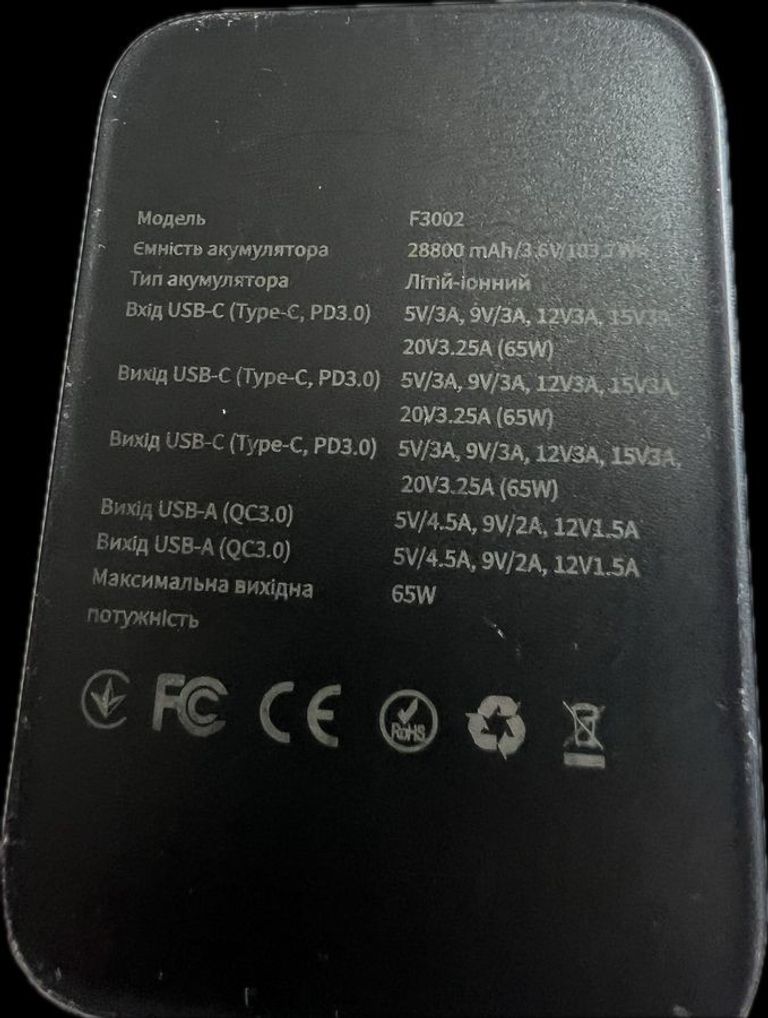 Модель F3002
Ємність акумулятора 28800 mAh/3.6V/103.7Wh
Тип акумулятора Літій-іонний
Вхід USB-C (Type-C, PD3.0) 5V/3A, 9V/3A, 12V3A, 15V3A,
20V3.25A (65W)
Вихід USB-C (Type-C, PD3.0) 5V/3A, 9V/3A, 12V3A, 15V3A,
20V3.25A (65W)
Вихід USB-C (Type-C, PD3.0) 5V/3A, 9V/3A, 12V3A, 15V3A,
20V3.25A (65W)
Вихід USB-A (QC3.0) 5V/4.5A, 9V/2A, 12V1.5A
Вихід USB-A (QC3.0) 5V/4.5A, 9V/2A, 12V1.5A
Максимальна вихідна 65W
потужність
FC CE RoHS